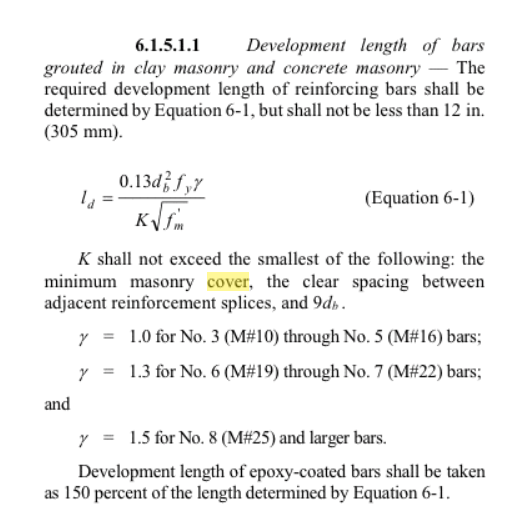 6.1.5.1.1 Development length of bars
grouted in clay masonry and concrete masonry — The
required development length of reinforcing bars shall be
determined by Equation 6-1, but shall not be less than 12 in.
(305 mm).
l_d = 0.13d_b^2 f_y γ / K√f'_m (Equation 6-1)
K shall not exceed the smallest of the following: the
minimum masonry cover, the clear spacing between
adjacent reinforcement splices, and 9d_b.
γ = 1.0 for No. 3 (M#10) through No. 5 (M#16) bars;
γ = 1.3 for No. 6 (M#19) through No. 7 (M#22) bars;
and
γ = 1.5 for No. 8 (M#25) and larger bars.
Development length of epoxy-coated bars shall be taken
as 150 percent of the length determined by Equation 6-1.